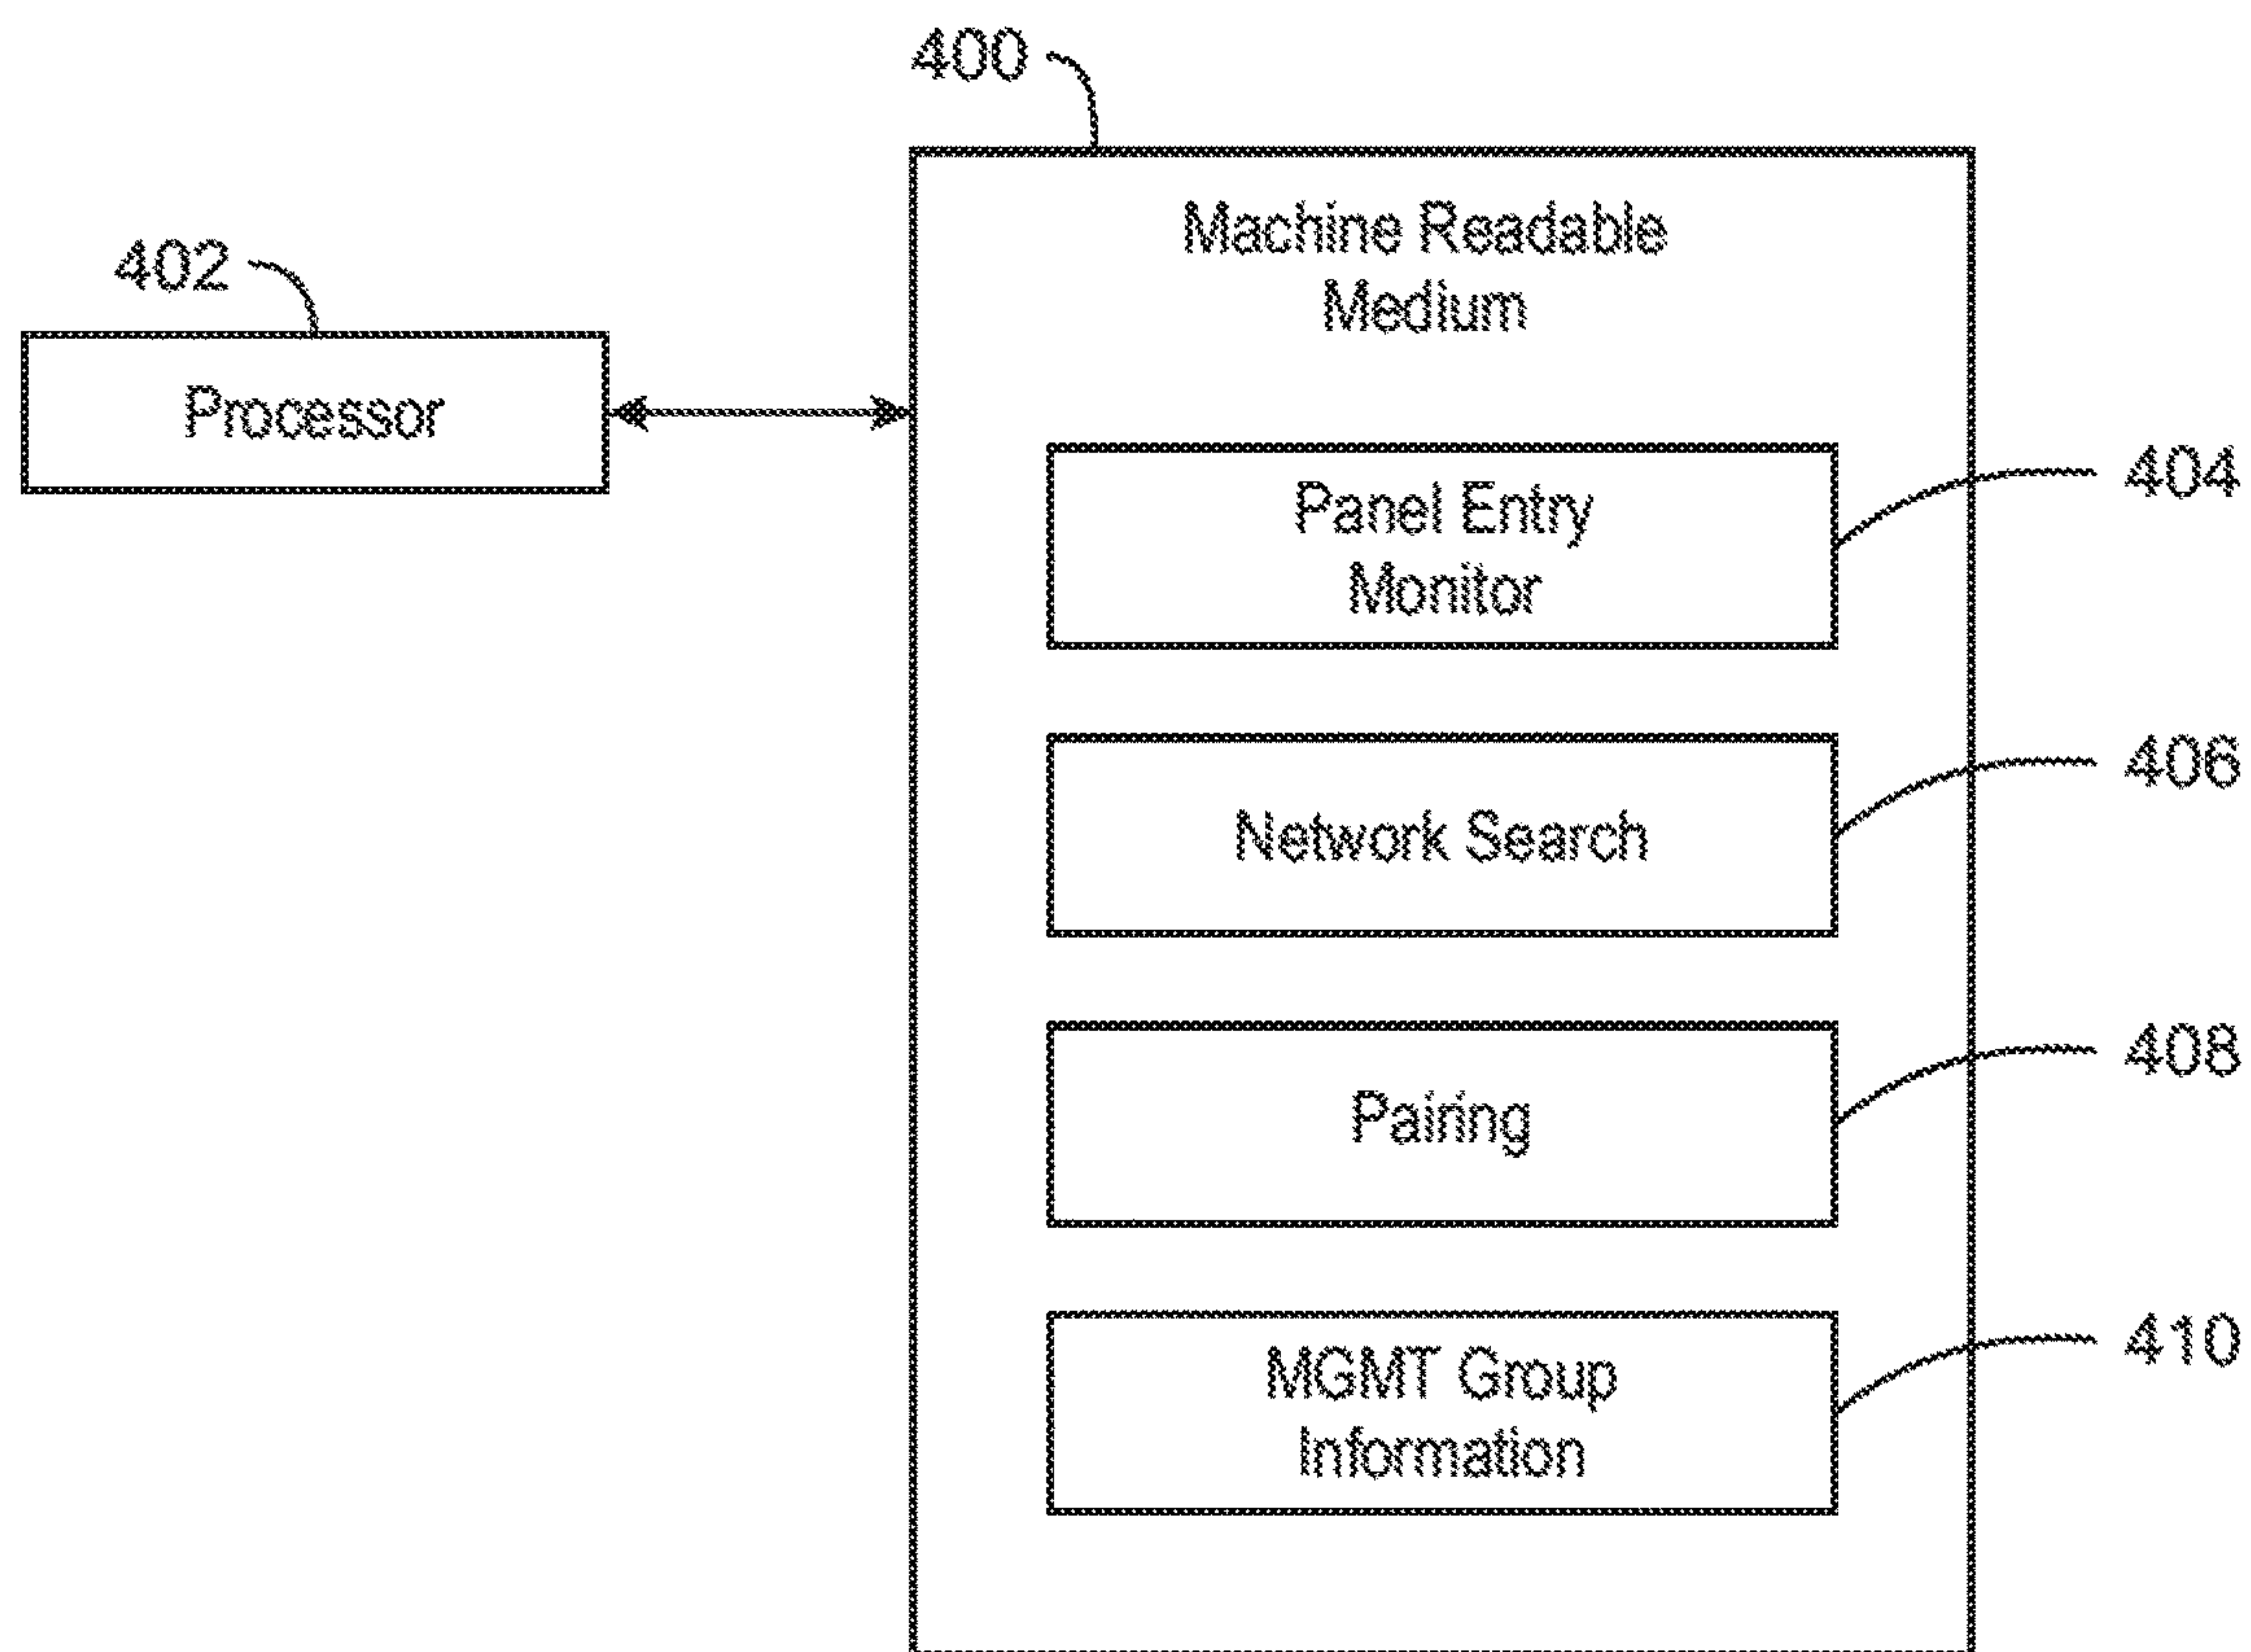 400
Machine Readable
Medium
402
Processor
Panel Entry
Monitor
404
Network Search
406
Pairing
408
MGMT Group
Information
410